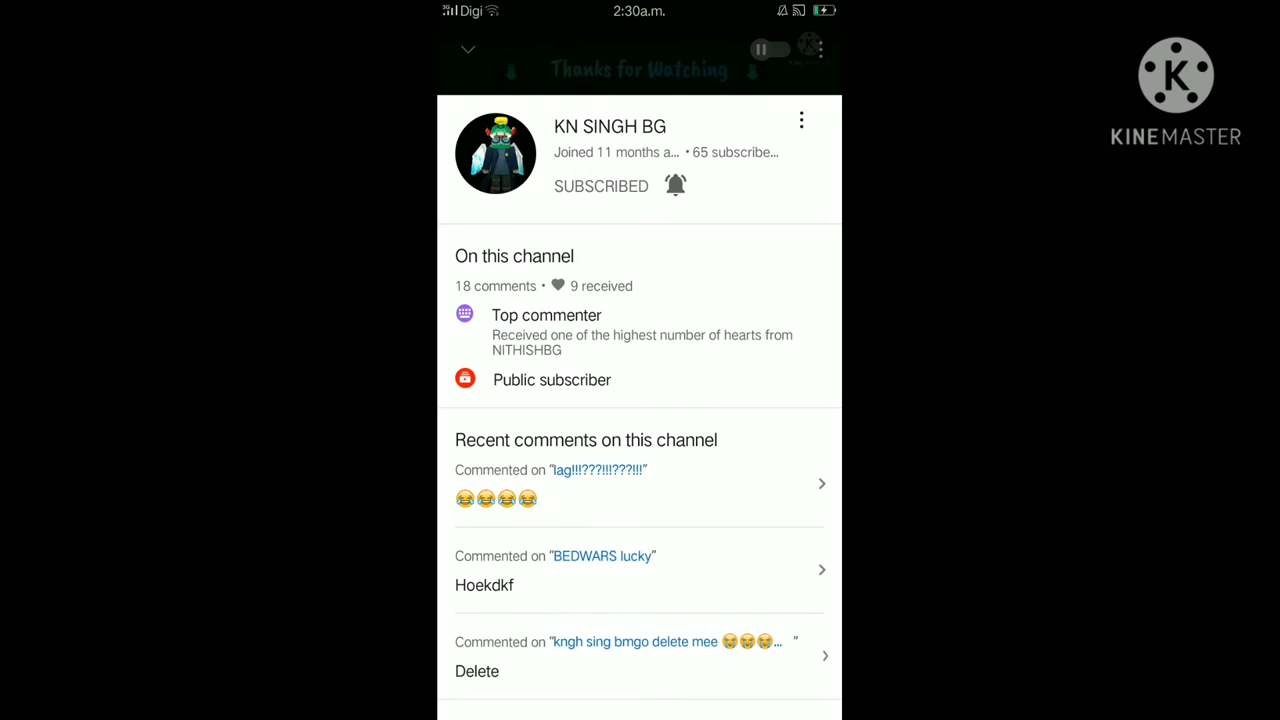 3G Digi 2:30a.m.
Thanks for Watching
K
KINEMASTER
KN SINGH BG
Joined 11 months a... • 65 subscribe...
SUBSCRIBED
On this channel
18 comments • 9 received
Top commenter
Received one of the highest number of hearts from
NITHISHBG
Public subscriber
Recent comments on this channel
Commented on “lag!!!???!!!???!!!”
😂😂😂😂
Commented on “BEDWARS lucky”
Hoekdkf
Commented on “kngh sing bmgo delete mee 😭😭😭... ”
Delete